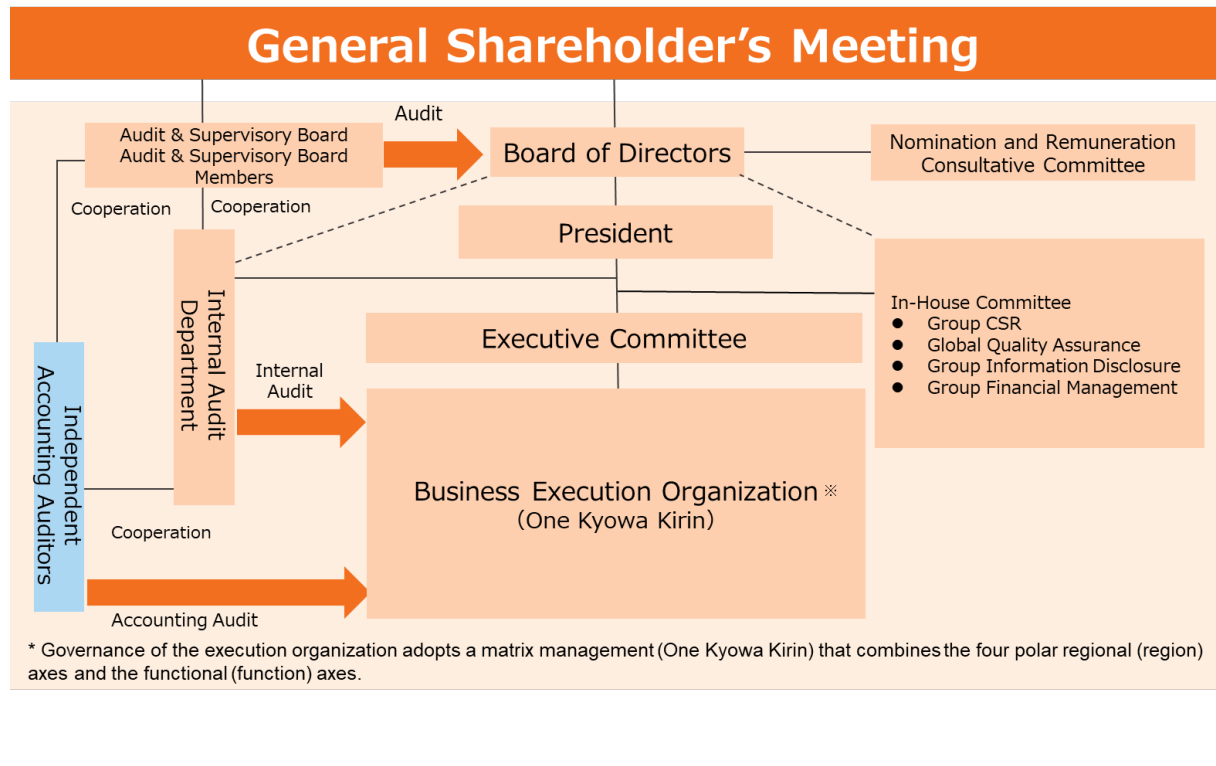 General Shareholder’s Meeting
Audit & Supervisory Board
Audit & Supervisory Board
Members
Audit
Board of Directors
Nomination and Remuneration
Consultative Committee
Cooperation
Cooperation
President
Internal Audit
Department
In-House Committee
● Group CSR
● Global Quality Assurance
● Group Information Disclosure
● Group Financial Management
Executive Committee
Internal
Audit
Independent
Accounting Auditors
Business Execution Organization※
(One Kyowa Kirin)
Cooperation
Accounting Audit
* Governance of the execution organization adopts a matrix management (One Kyowa Kirin) that combines the four polar regional (region)
axes and the functional (function) axes.